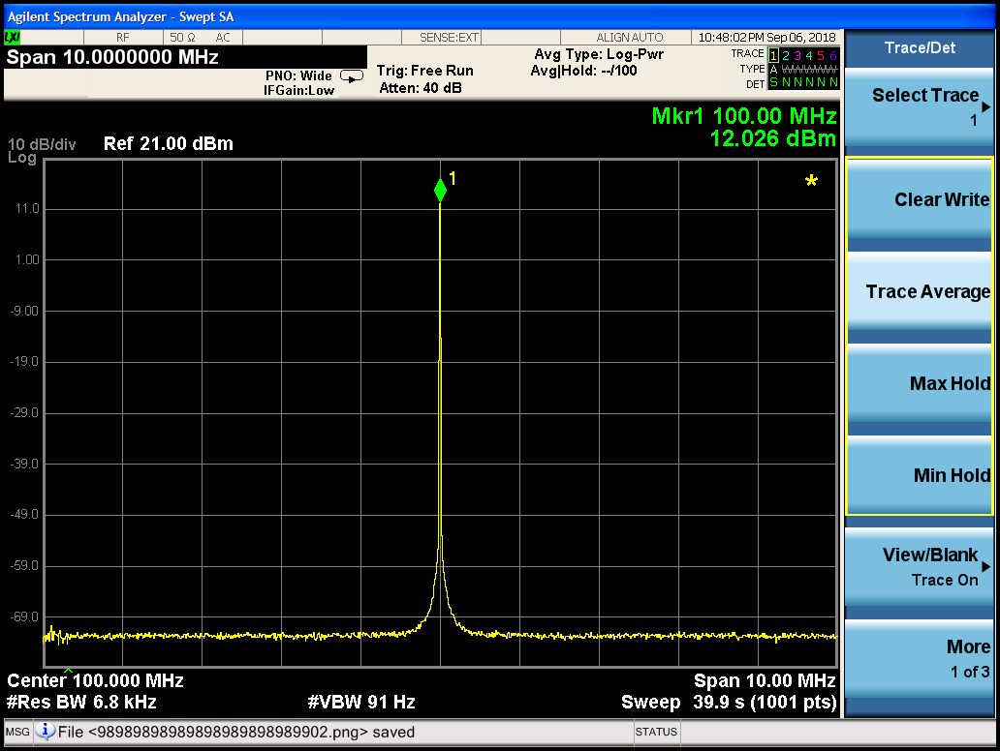 Agilent Spectrum Analyzer - Swept SA
LXI RF 50 Ω AC SENSE:EXT ALIGN AUTO 10:48:02 PM Sep 06, 2018
Span 10.0000000 MHz
PNO: Wide
IFGain:Low
Trig: Free Run
Atten: 40 dB
Avg Type: Log-Pwr
Avg|Hold: --/100
TRACE 1 2 3 4 5 6
TYPE A WWWWW
DET S N N N N N
Mkr1 100.00 MHz
12.026 dBm
10 dB/div
Log
Ref 21.00 dBm
1
*
11.0
1.00
-9.00
-19.0
-29.0
-39.0
-49.0
-59.0
-69.0
Center 100.000 MHz
Span 10.00 MHz
#Res BW 6.8 kHz
#VBW 91 Hz
Sweep 39.9 s (1001 pts)
MSG File <98989898989898989898989902.png> saved
STATUS
Trace/Det
Select Trace
1
Clear Write
Trace Average
Max Hold
Min Hold
View/Blank
Trace On
More
1 of 3